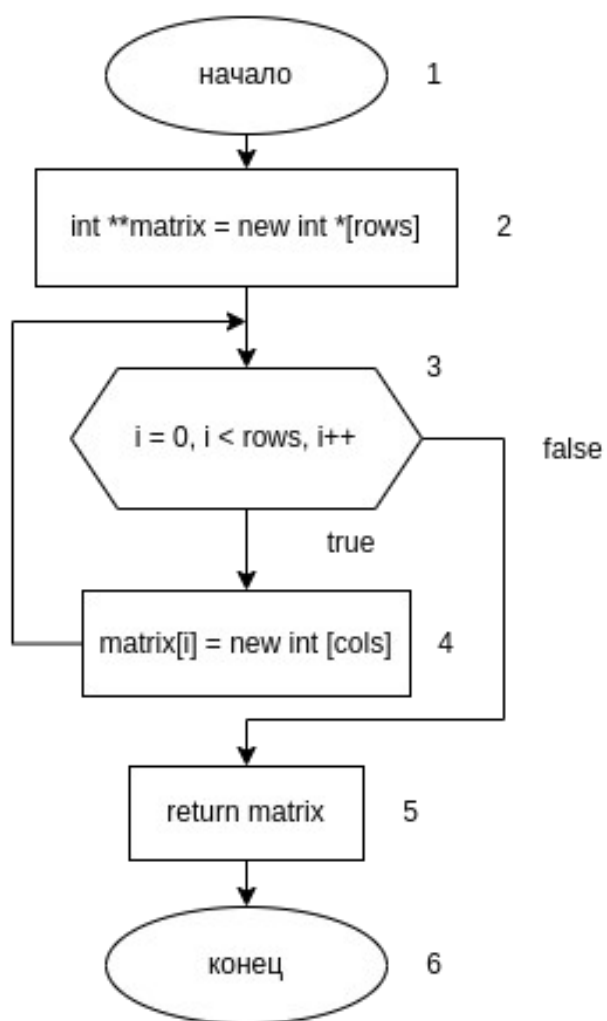 начало
1
int **matrix = new int *[rows]
2
3
i = 0, i < rows, i++
false
true
matrix[i] = new int [cols]
4
return matrix
5
конец
6